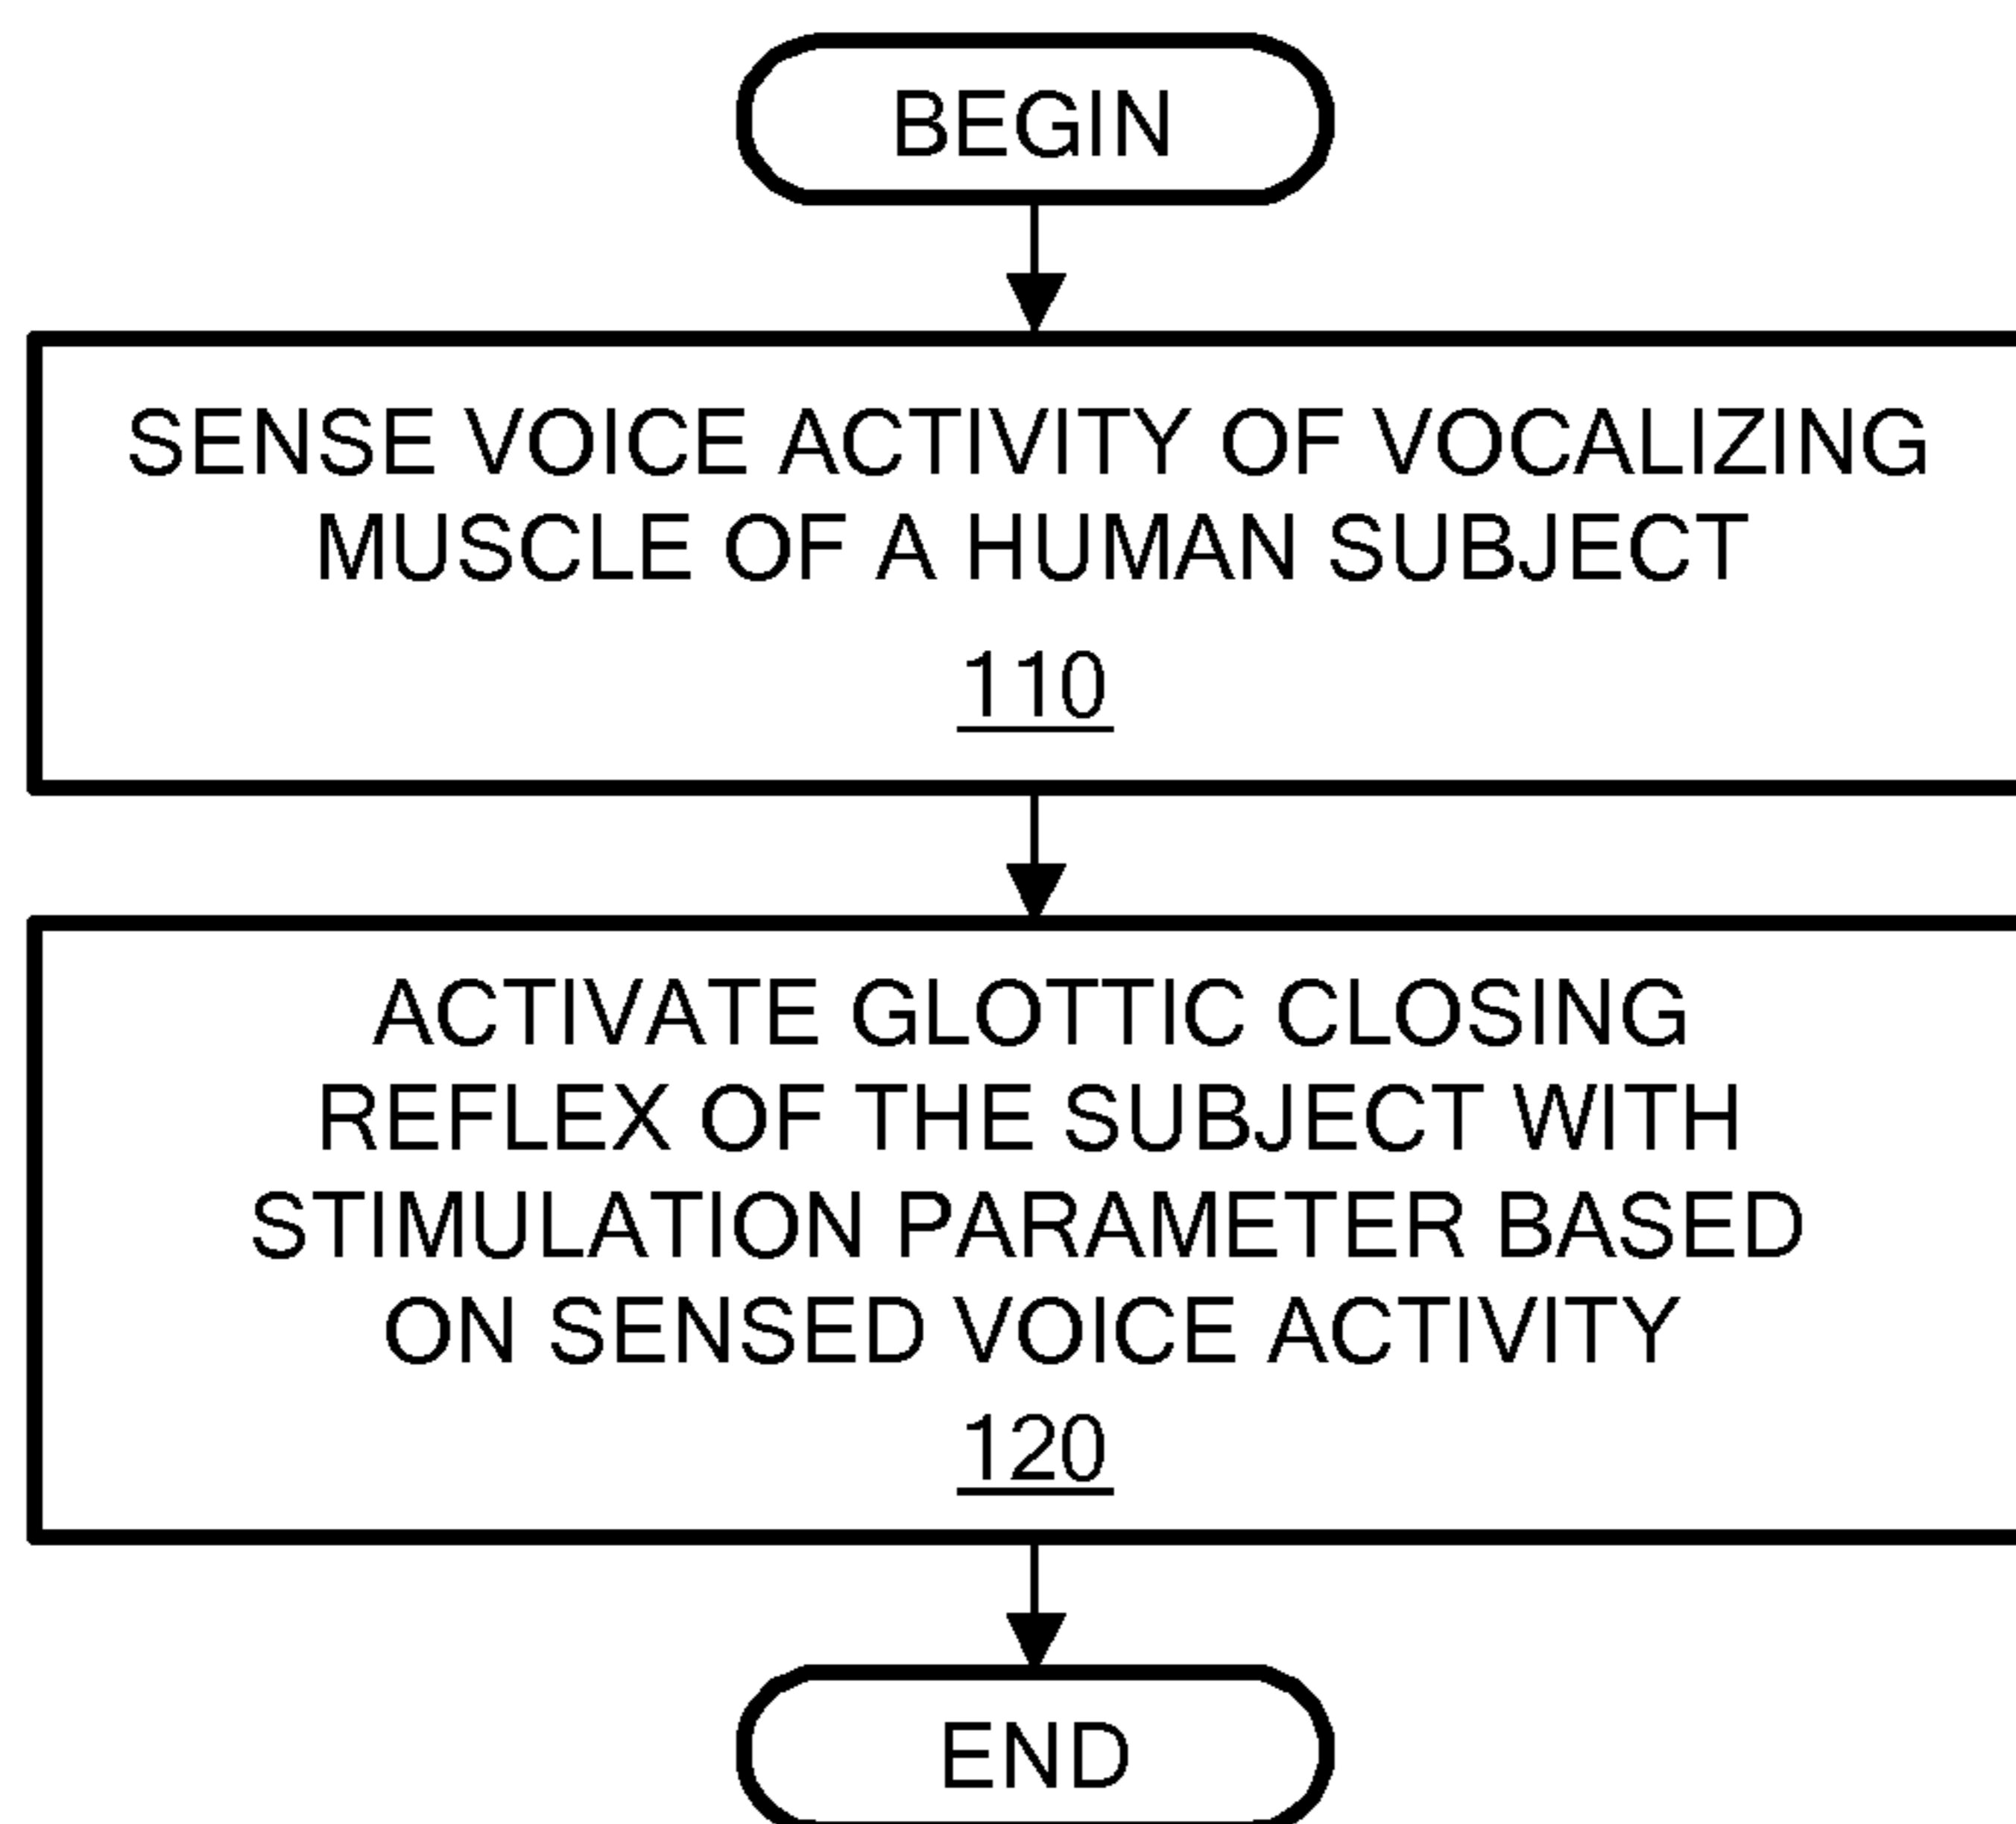 BEGIN
SENSE VOICE ACTIVITY OF VOCALIZING
MUSCLE OF A HUMAN SUBJECT
110
ACTIVATE GLOTTIC CLOSING
REFLEX OF THE SUBJECT WITH
STIMULATION PARAMETER BASED
ON SENSED VOICE ACTIVITY
120
END